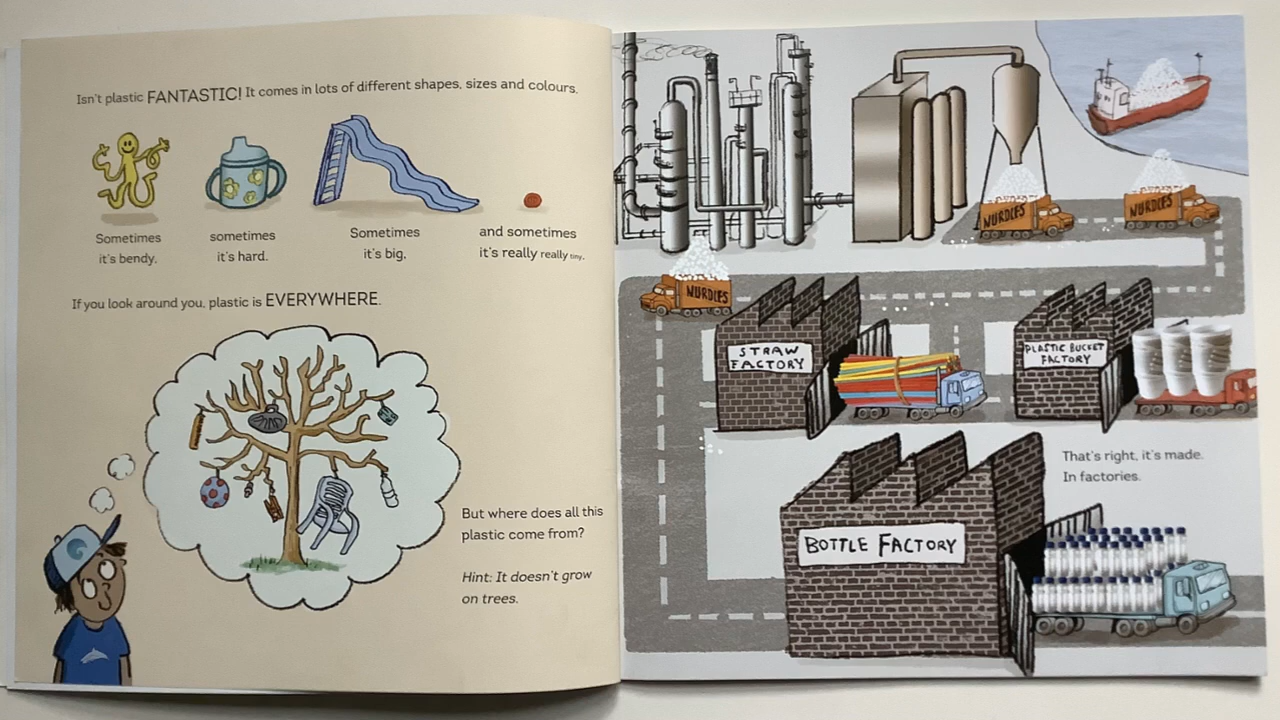 Isn't plastic FANTASTIC! It comes in lots of different shapes, sizes and colours.
Sometimes
it's bendy.
sometimes
it's hard.
Sometimes
it's big,
and sometimes
it's really really tiny.
If you look around you, plastic is EVERYWHERE.
But where does all this
plastic come from?
Hint: It doesn't grow
on trees.
NURDLES
NURDLES
NURDLES
STRAW
FACTORY
PLASTIC BUCKET
FACTORY
That's right, it's made.
In factories.
BOTTLE FACTORY